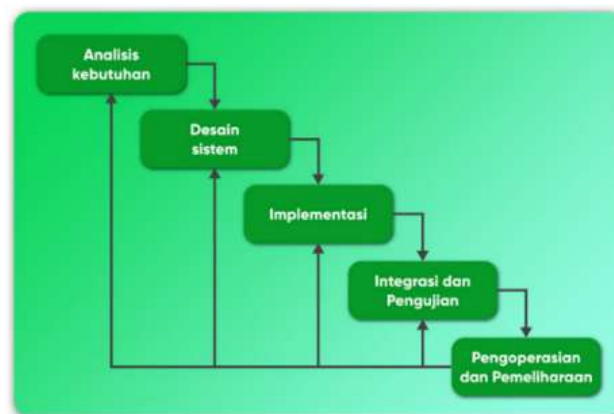 Analisis
kebutuhan
Desain
sistem
Implementasi
Integrasi dan
Pengujian
Pengoperasian
dan Pemeliharaan